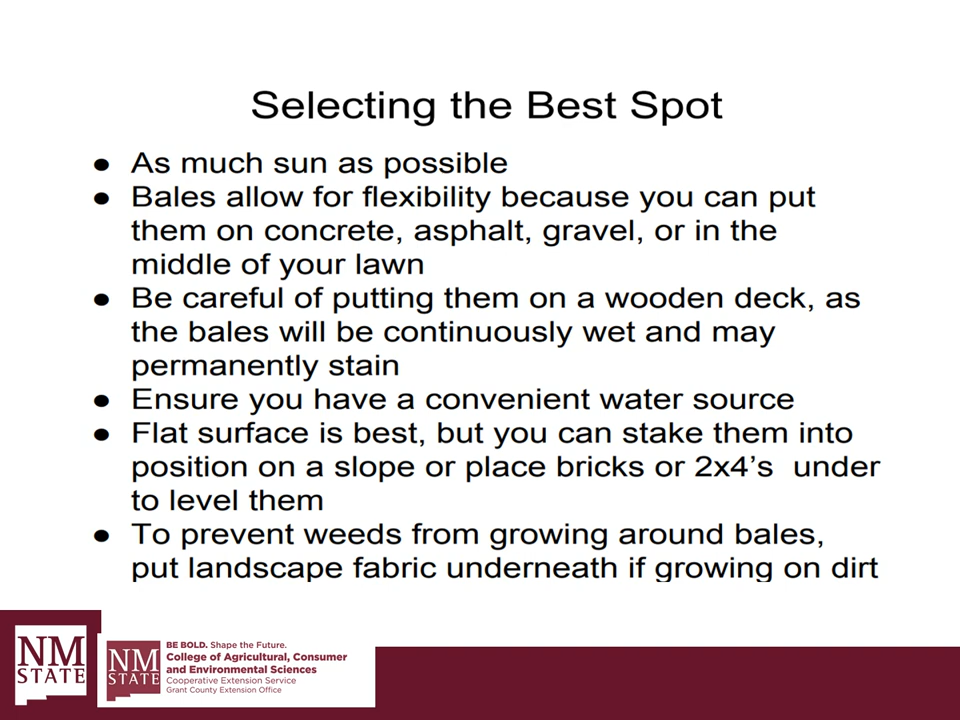 Selecting the Best Spot
● As much sun as possible
● Bales allow for flexibility because you can put
them on concrete, asphalt, gravel, or in the
middle of your lawn
● Be careful of putting them on a wooden deck, as
the bales will be continuously wet and may
permanently stain
● Ensure you have a convenient water source
● Flat surface is best, but you can stake them into
position on a slope or place bricks or 2x4’s  under
to level them
● To prevent weeds from growing around bales,
put landscape fabric underneath if growing on dirt
NM
STATE
NM
STATE
BE BOLD. Shape the Future.
College of Agricultural, Consumer
and Environmental Sciences
Cooperative Extension Service
Grant County Extension Office